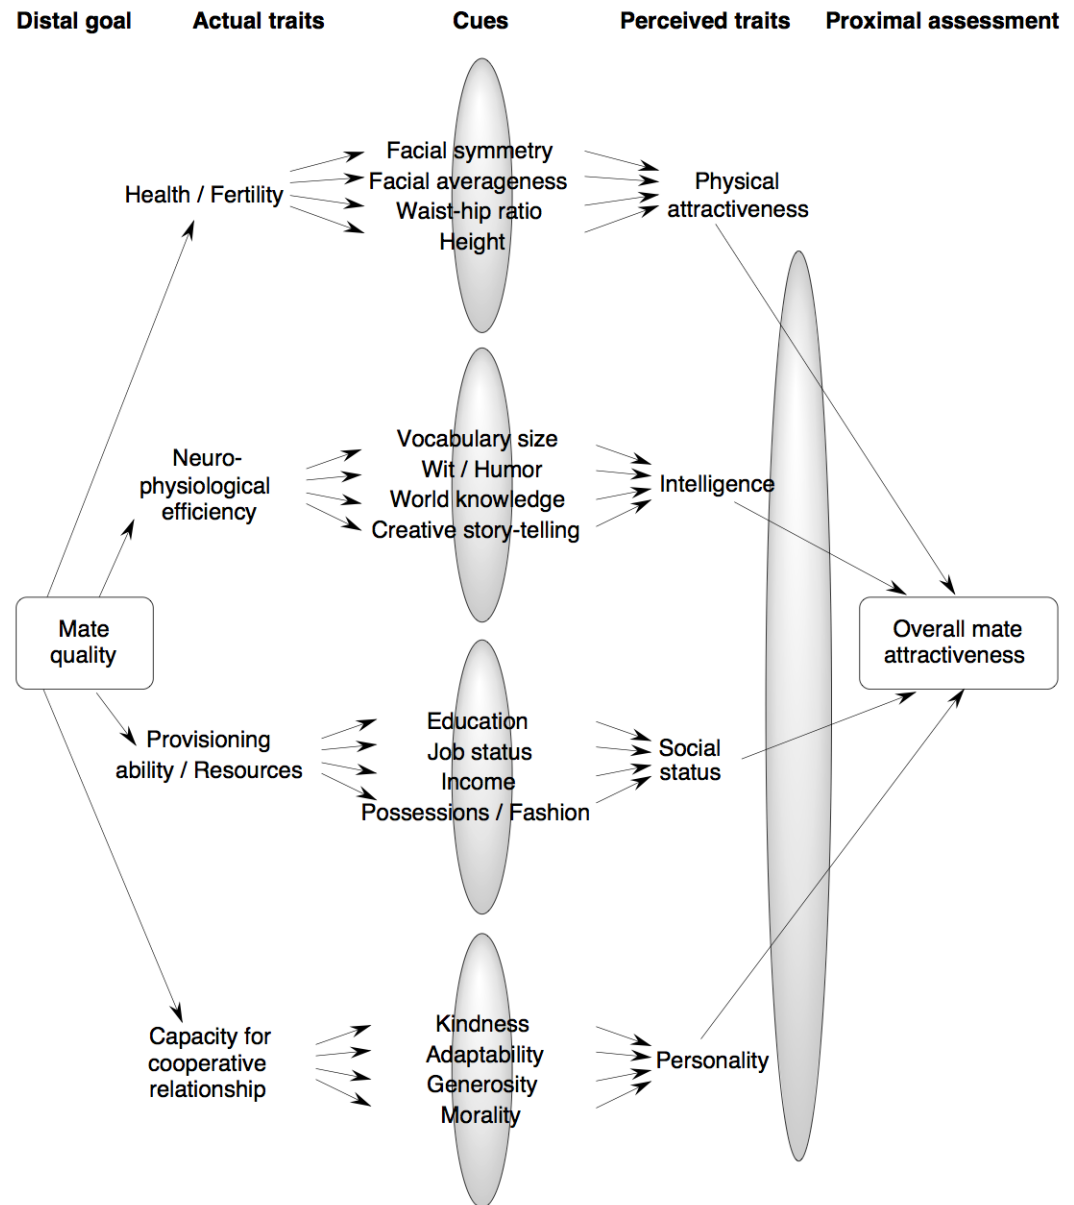 Distal goal
Actual traits
Cues
Perceived traits
Proximal assessment
Health / Fertility
Facial symmetry
Facial averageness
Waist-hip ratio
Height
Physical
attractiveness
Neuro-
physiological
efficiency
Vocabulary size
Wit / Humor
World knowledge
Creative story-telling
Intelligence
Mate
quality
Overall mate
attractiveness
Provisioning
ability / Resources
Education
Job status
Income
Possessions / Fashion
Social
status
Capacity for
cooperative
relationship
Kindness
Adaptability
Generosity
Morality
Personality